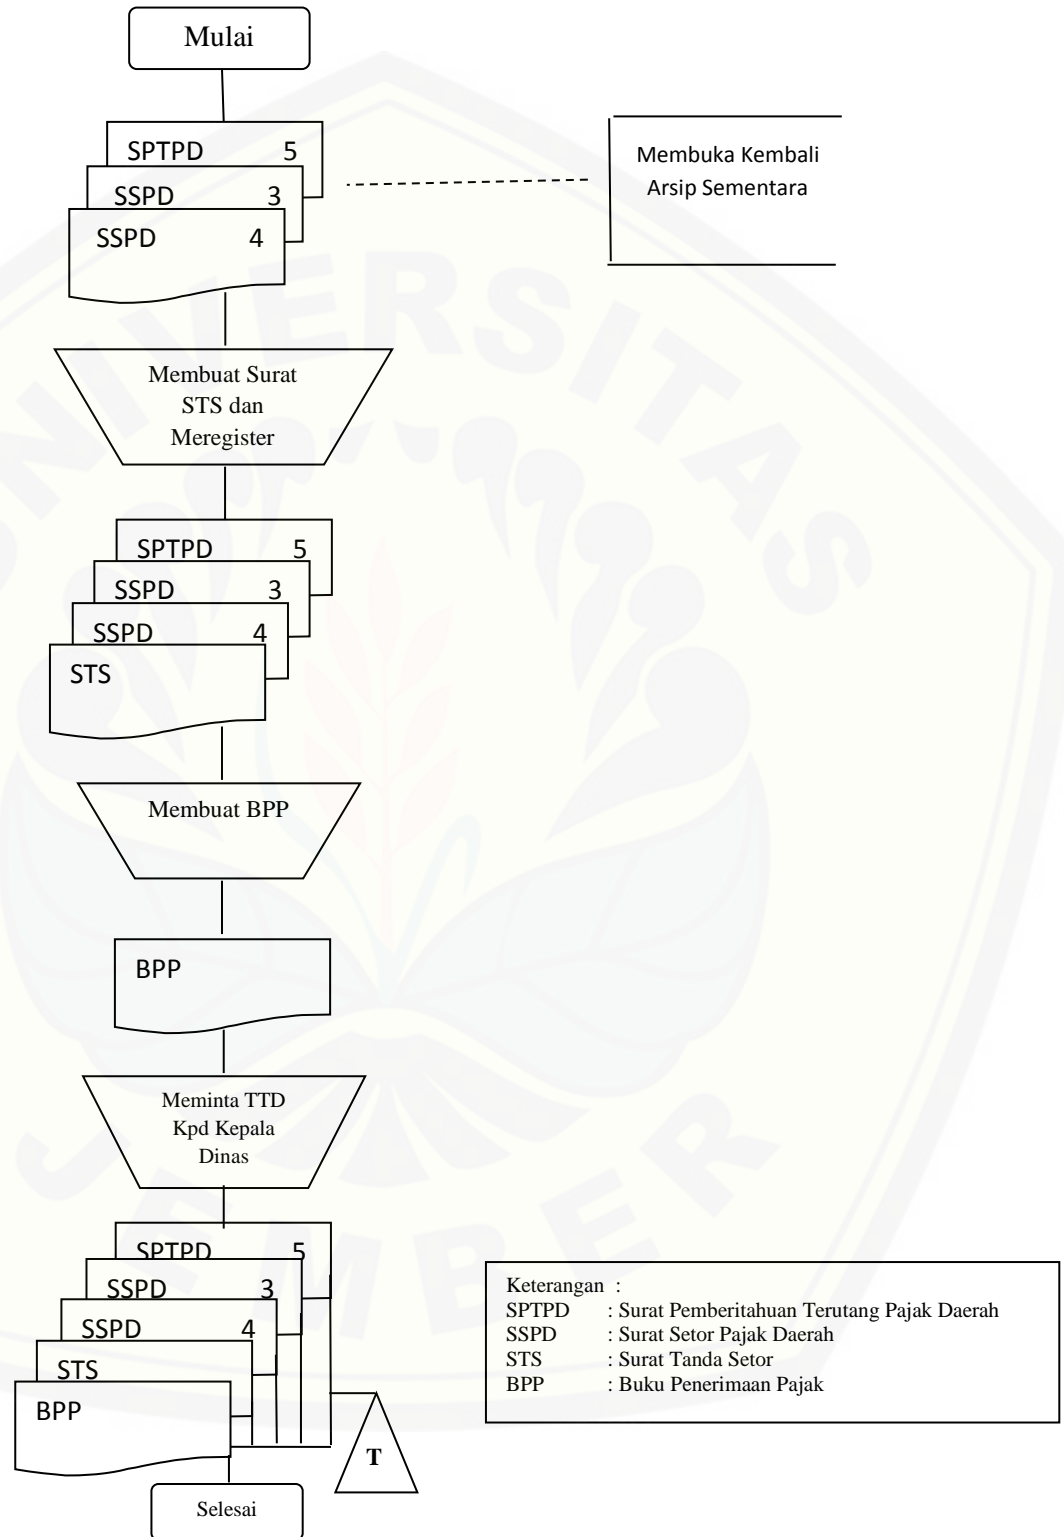 Mulai
SPTPD 5
SSPD 3
SSPD 4
Membuka Kembali
Arsip Sementara
Membuat Surat
STS dan
Meregister
SPTPD 5
SSPD 3
SSPD 4
STS
Membuat BPP
BPP
Meminta TTD
Kpd Kepala
Dinas
SPTPD 5
SSPD 3
SSPD 4
STS
BPP
T
Selesai
Keterangan :
SPTPD : Surat Pemberitahuan Terutang Pajak Daerah
SSPD : Surat Setor Pajak Daerah
STS : Surat Tanda Setor
BPP : Buku Penerimaan Pajak
UNIVERSITAS
JEMBER